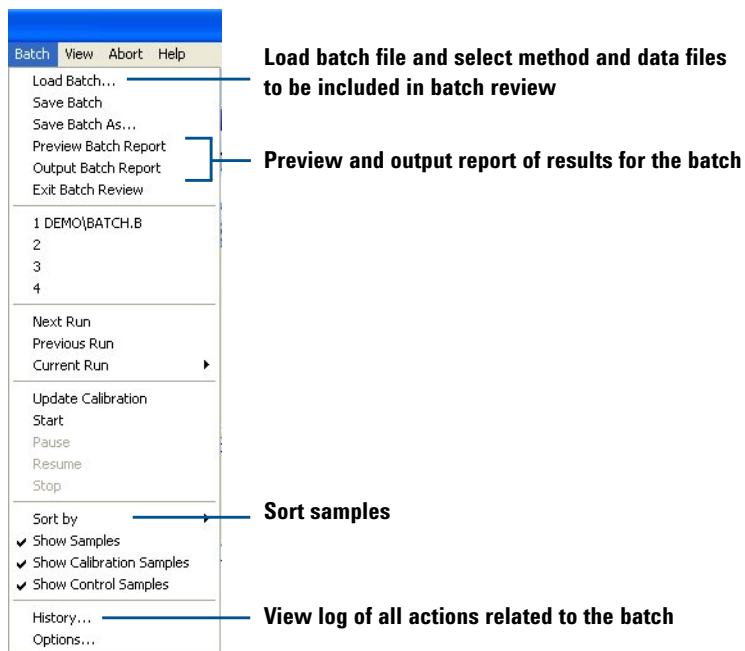 Batch View Abort Help
Load Batch...
Save Batch
Save Batch As...
Preview Batch Report
Output Batch Report
Exit Batch Review
1 DEMO\BATCH.B
2
3
4
Next Run
Previous Run
Current Run
Update Calibration
Start
Pause
Resume
Stop
Sort by
Show Samples
Show Calibration Samples
Show Control Samples
History...
Options...
Load batch file and select method and data files
to be included in batch review
Preview and output report of results for the batch
Sort samples
View log of all actions related to the batch